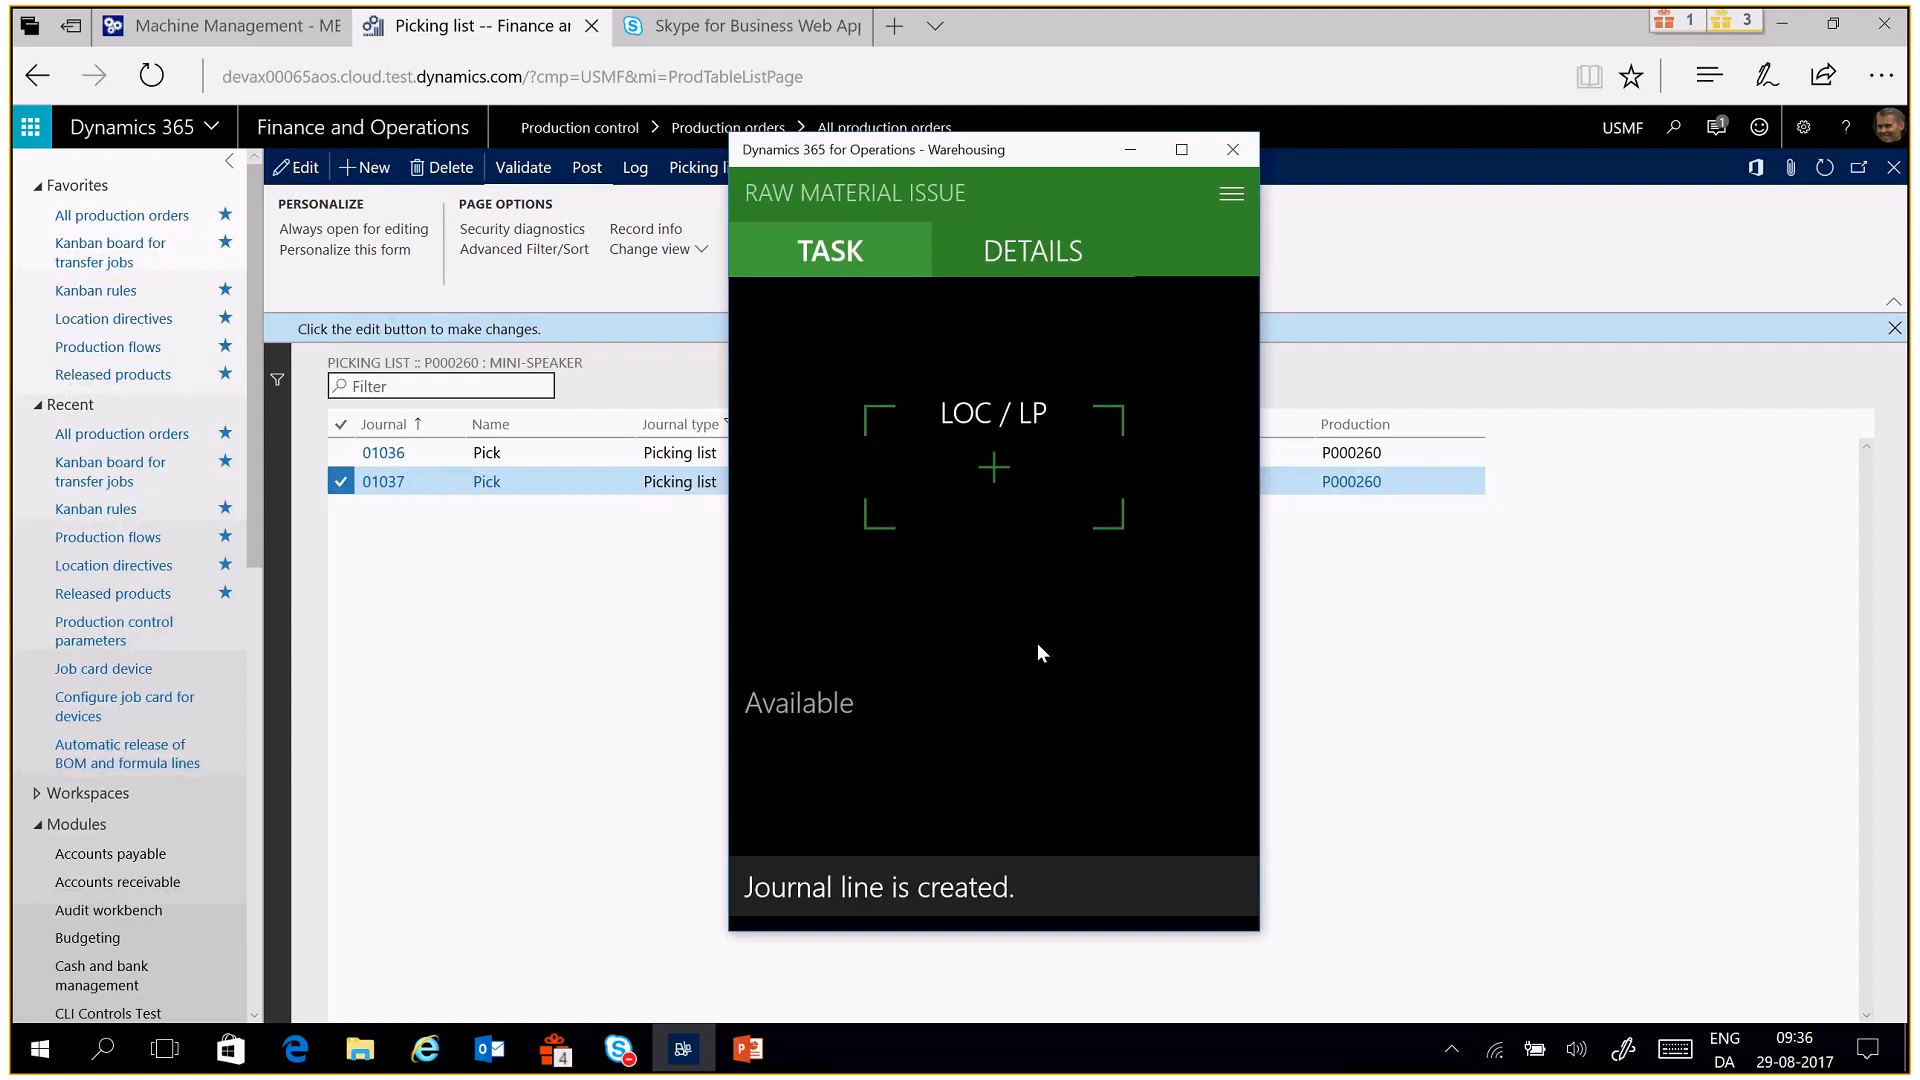 Machine Management - ME
Picking list -- Finance ar
Skype for Business Web App
1
3
devax00065aos.cloud.test.dynamics.com/?cmp=USMF&mi=ProdTableListPage
Dynamics 365
Finance and Operations
Production control > Production orders > All production orders
USMF
1
?
Edit
New
Delete
Validate
Post
Log
Picking l
Dynamics 365 for Operations - Warehousing
RAW MATERIAL ISSUE
TASK
DETAILS
LOC / LP
Available
Journal line is created.
PERSONALIZE
Always open for editing
Personalize this form
PAGE OPTIONS
Security diagnostics
Advanced Filter/Sort
Record info
Change view
Click the edit button to make changes.
PICKING LIST :: P000260 : MINI-SPEAKER
Filter
Journal
Name
Journal type
Production
01036
Pick
Picking list
P000260
01037
Pick
Picking list
P000260
Favorites
All production orders
Kanban board for
transfer jobs
Kanban rules
Location directives
Production flows
Released products
Recent
All production orders
Kanban board for
transfer jobs
Kanban rules
Production flows
Location directives
Released products
Production control
parameters
Job card device
Configure job card for
devices
Automatic release of
BOM and formula lines
Workspaces
Modules
Accounts payable
Accounts receivable
Audit workbench
Budgeting
Cash and bank
management
CLI Controls Test
4
ENG
DA
09:36
29-08-2017